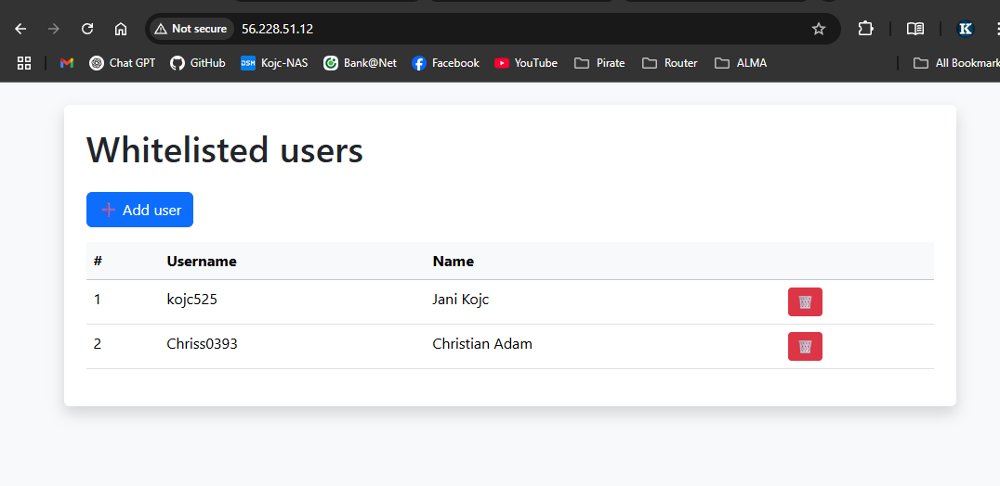 Not secure 56.228.51.12
Chat GPT GitHub DSM Kojc-NAS Bank@Net Facebook YouTube Pirate Router ALMA All Bookmark
Whitelisted users
Add user
# Username Name
1 kojc525 Jani Kojc
2 Chriss0393 Christian Adam